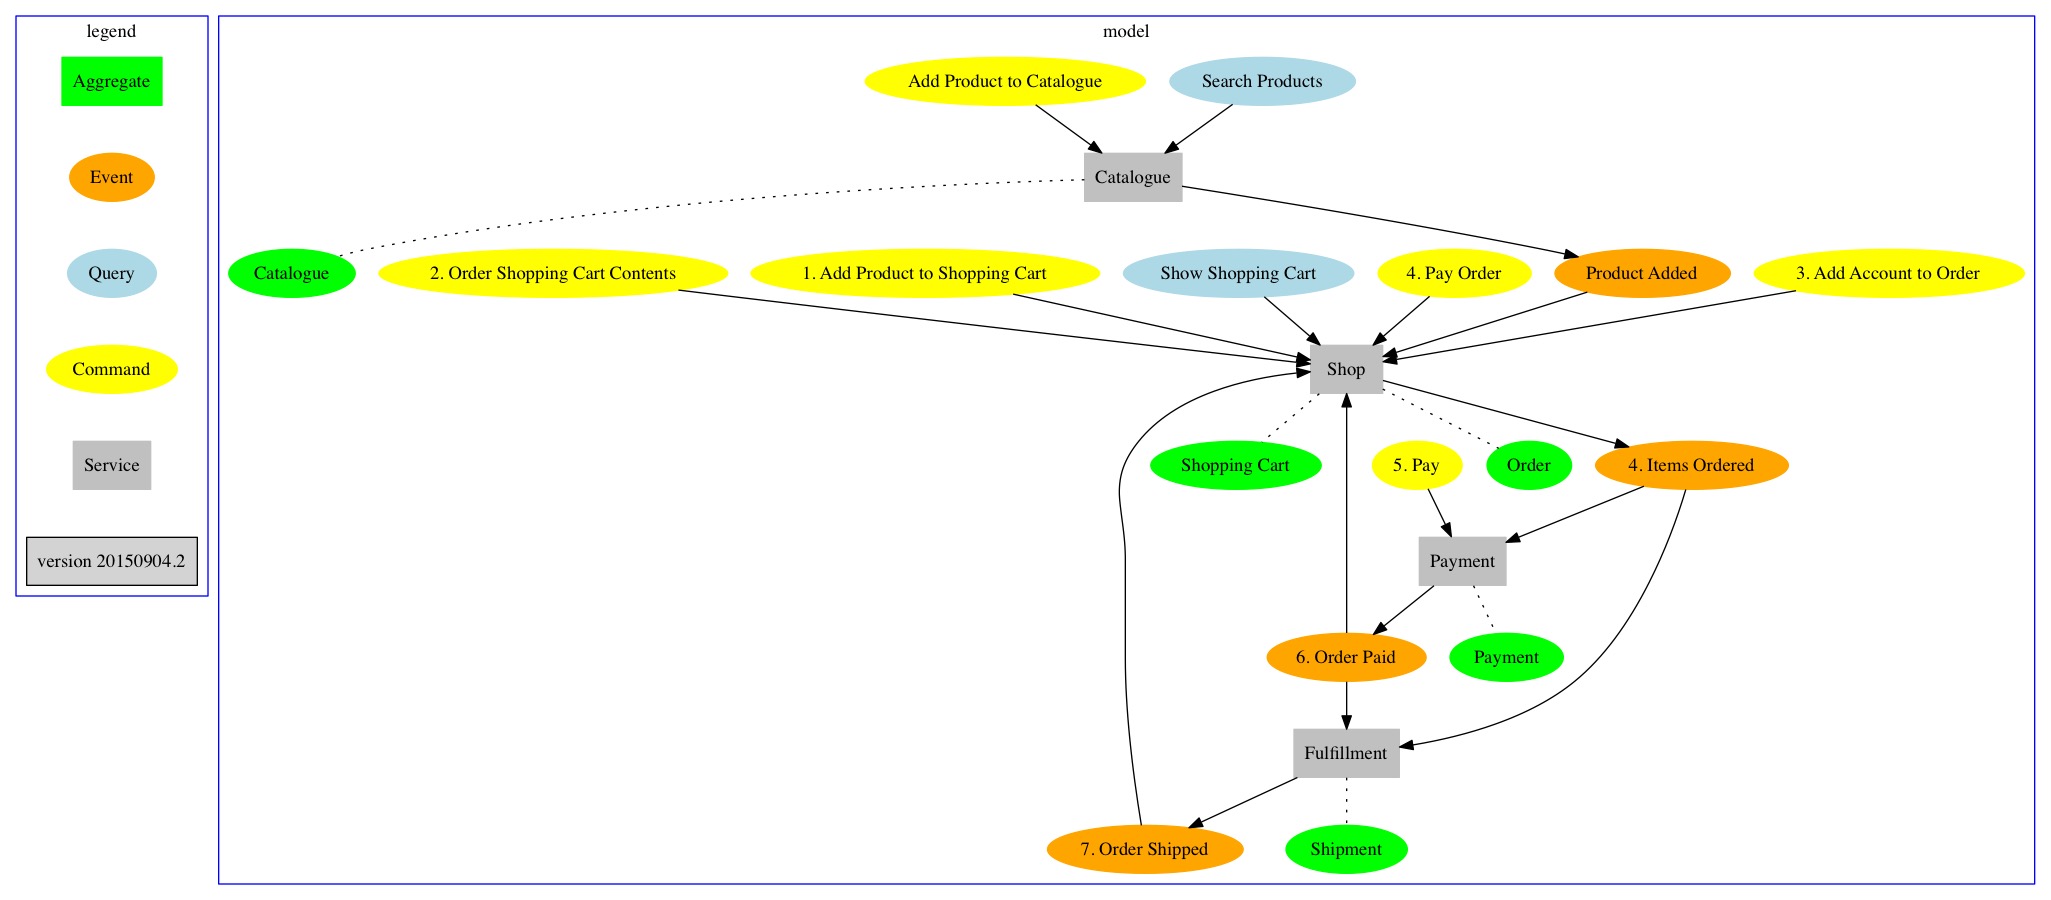 legend
Aggregate
Event
Query
Command
Service
version 20150904.2
model
Add Product to Catalogue
Search Products
Catalogue
Catalogue
2. Order Shopping Cart Contents
1. Add Product to Shopping Cart
Show Shopping Cart
4. Pay Order
Product Added
3. Add Account to Order
Shop
Shopping Cart
5. Pay
Order
4. Items Ordered
Payment
6. Order Paid
Payment
Fulfillment
7. Order Shipped
Shipment